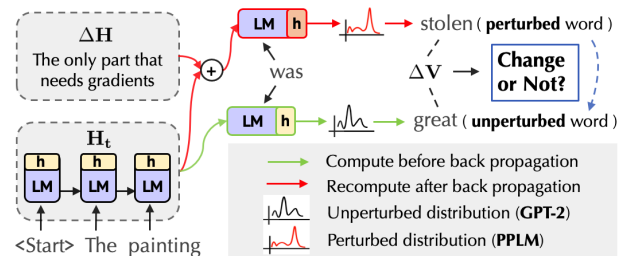 ΔH
The only part that
needs gradients
+
LM h
was
LM h
stolen (perturbed word)
ΔV
Change
or Not?
great (unperturbed word)
Ht
h h h
LM LM LM
<Start> The painting
Compute before back propagation
Recompute after back propagation
Unperturbed distribution (GPT-2)
Perturbed distribution (PPLM)